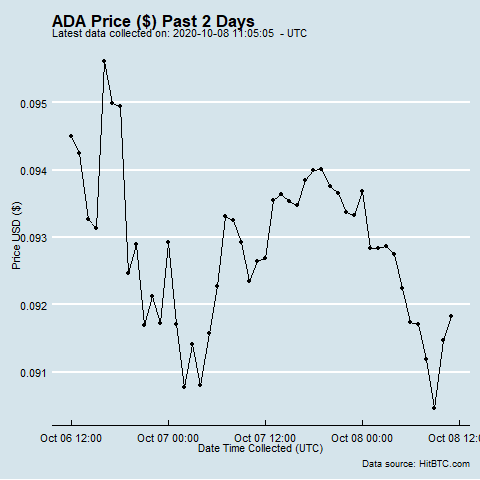 ADA Price ($) Past 2 Days
Latest data collected on: 2020-10-08 11:05:05 - UTC
0.095
0.094
0.093
0.092
0.091
Price USD ($)
Oct 06 12:00 Oct 07 00:00 Oct 07 12:00 Oct 08 00:00 Oct 08 12:
Date Time Collected (UTC)
Data source: HitBTC.com